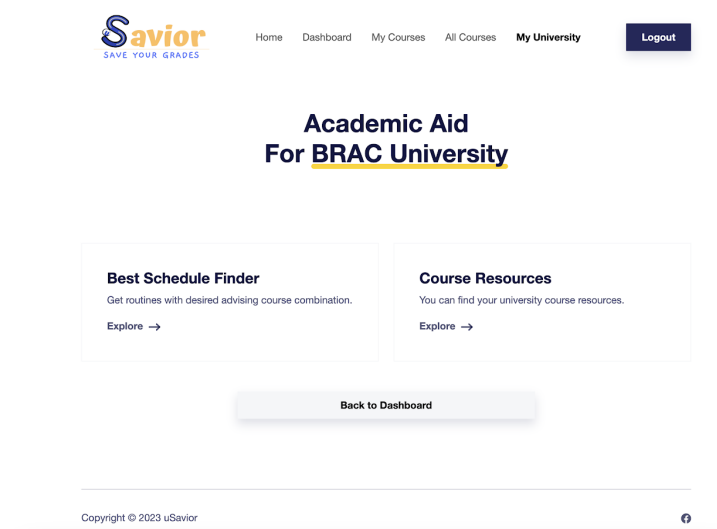 Savior
SAVE YOUR GRADES
Home Dashboard My Courses All Courses My University Logout
Academic Aid
For BRAC University
Best Schedule Finder
Get routines with desired advising course combination.
Explore →
Course Resources
You can find your university course resources.
Explore →
Back to Dashboard
Copyright © 2023 uSavior